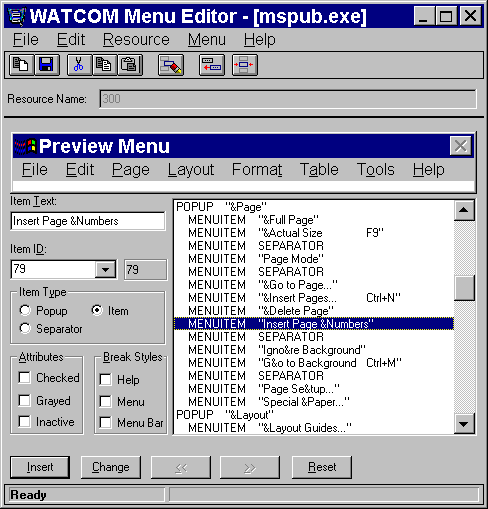 WATCOM Menu Editor - [mspub.exe]
File Edit Resource Menu Help
Resource Name: 300
Preview Menu
File Edit Page Layout Format Table Tools Help
Item Text:
Insert Page &Numbers
Item ID:
79 79
Item Type
Popup Item
Separator
Attributes
Checked
Grayed
Inactive
Break Styles
Help
Menu
Menu Bar
POPUP "&Page"
MENUITEM "&Full Page"
MENUITEM "&Actual Size F9"
MENUITEM SEPARATOR
MENUITEM "Page Mode"
MENUITEM SEPARATOR
MENUITEM "&Go to Page..."
MENUITEM "&Insert Pages... Ctrl+N"
MENUITEM "&Delete Page"
MENUITEM "Insert Page &Numbers"
MENUITEM SEPARATOR
MENUITEM "Igno&re Background"
MENUITEM "G&o to Background Ctrl+M"
MENUITEM SEPARATOR
MENUITEM "Page Se&tup..."
MENUITEM "Special &Paper..."
POPUP "&Layout"
MENUITEM "&Layout Guides..."
Insert Change << >> Reset
Ready